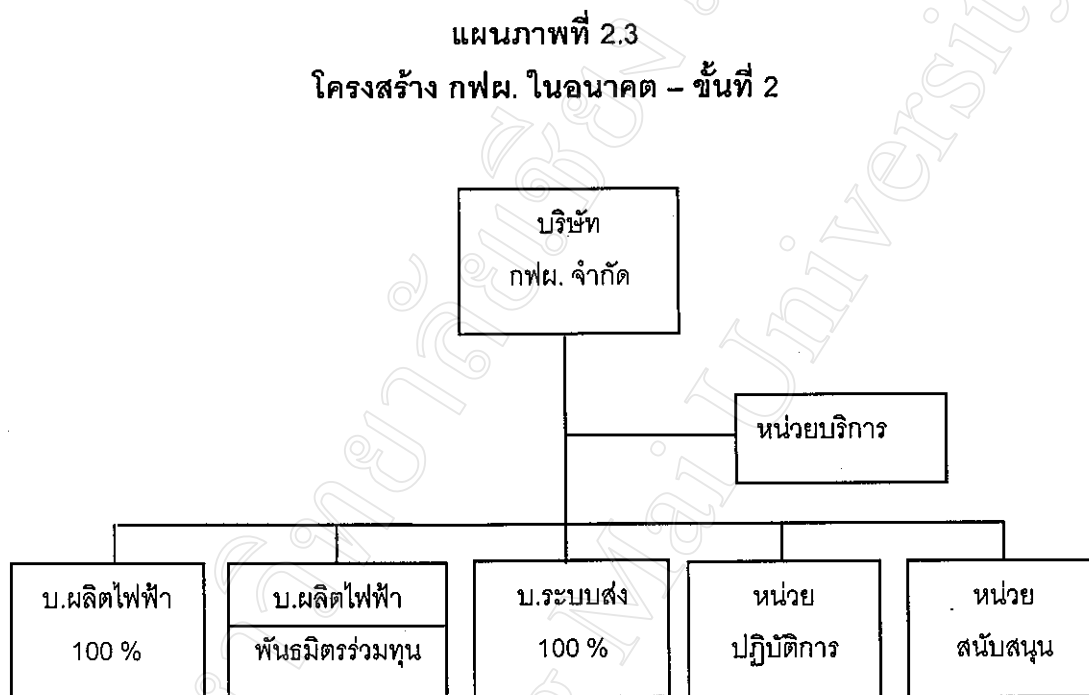 แผนภาพที่ 2.3
โครงสร้าง กฟผ. ในอนาคต – ขั้นที่ 2
บริษัท
กฟผ. จำกัด
หน่วยบริการ
บ.ผลิตไฟฟ้า
100 %
บ.ผลิตไฟฟ้า
พันธมิตรร่วมทุน
บ.ระบบส่ง
100 %
หน่วย
ปฏิบัติการ
หน่วย
สนับสนุน